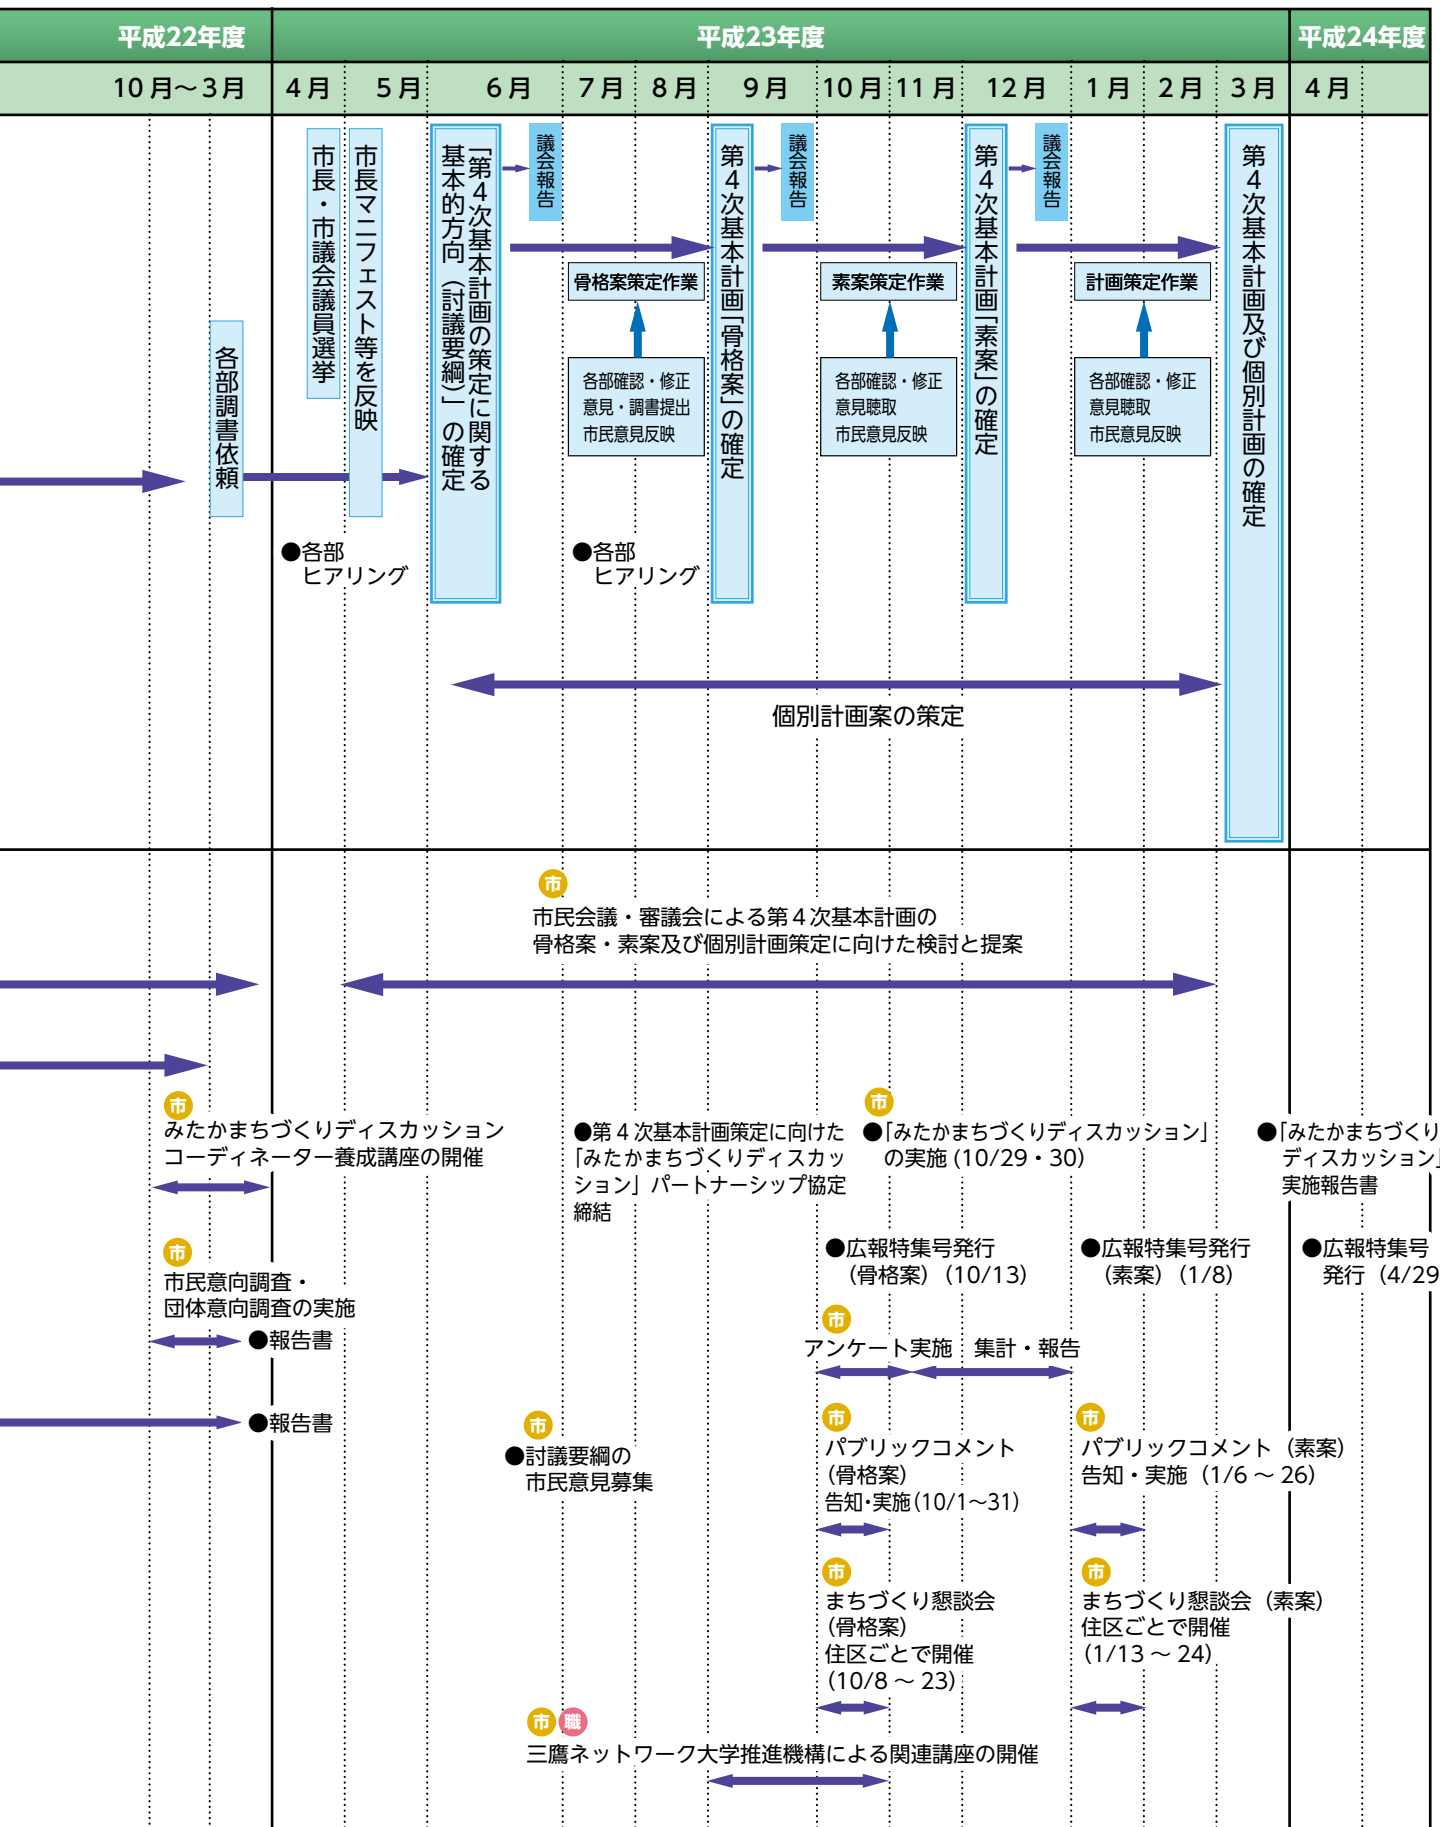 平成22年度
平成23年度
平成24年度
10月～3月
4月
5月
6月
7月
8月
9月
10月
11月
12月
1月
2月
3月
4月
各部調書依頼
市長・市議会議員選挙
市長マニフェスト等を反映
「第4次基本計画の策定に関する
基本的方向（討議要綱）」の確定
議会報告
骨格案策定作業
各部確認・修正
意見・調書提出
市民意見反映
第4次基本計画「骨格案」の確定
議会報告
素案策定作業
各部確認・修正
意見聴取
市民意見反映
第4次基本計画「素案」の確定
議会報告
計画策定作業
各部確認・修正
意見聴取
市民意見反映
第4次基本計画及び個別計画の確定
●各部
ヒアリング
●各部
ヒアリング
個別計画案の策定
市
市民会議・審議会による第4次基本計画の
骨格案・素案及び個別計画策定に向けた検討と提案
市
みたかまちづくりディスカッション
コーディネーター養成講座の開催
●第4次基本計画策定に向けた
「みたかまちづくりディスカッ
ション」パートナーシップ協定
締結
市
●「みたかまちづくりディスカッション」
の実施(10/29・30)
●「みたかまちづくり
ディスカッション」
実施報告書
市
市民意向調査・
団体意向調査の実施
●報告書
●広報特集号発行
（骨格案）(10/13)
●広報特集号発行
（素案）(1/8)
●広報特集号
発行（4/29
市
アンケート実施
集計・報告
●報告書
市
●討議要綱の
市民意見募集
市
パブリックコメント
（骨格案）
告知・実施(10/1～31)
市
パブリックコメント（素案）
告知・実施（1/6～26）
市
まちづくり懇談会
（骨格案）
住区ごとで開催
（10/8～23）
市
まちづくり懇談会（素案）
住区ごとで開催
（1/13～24）
市 職
三鷹ネットワーク大学推進機構による関連講座の開催